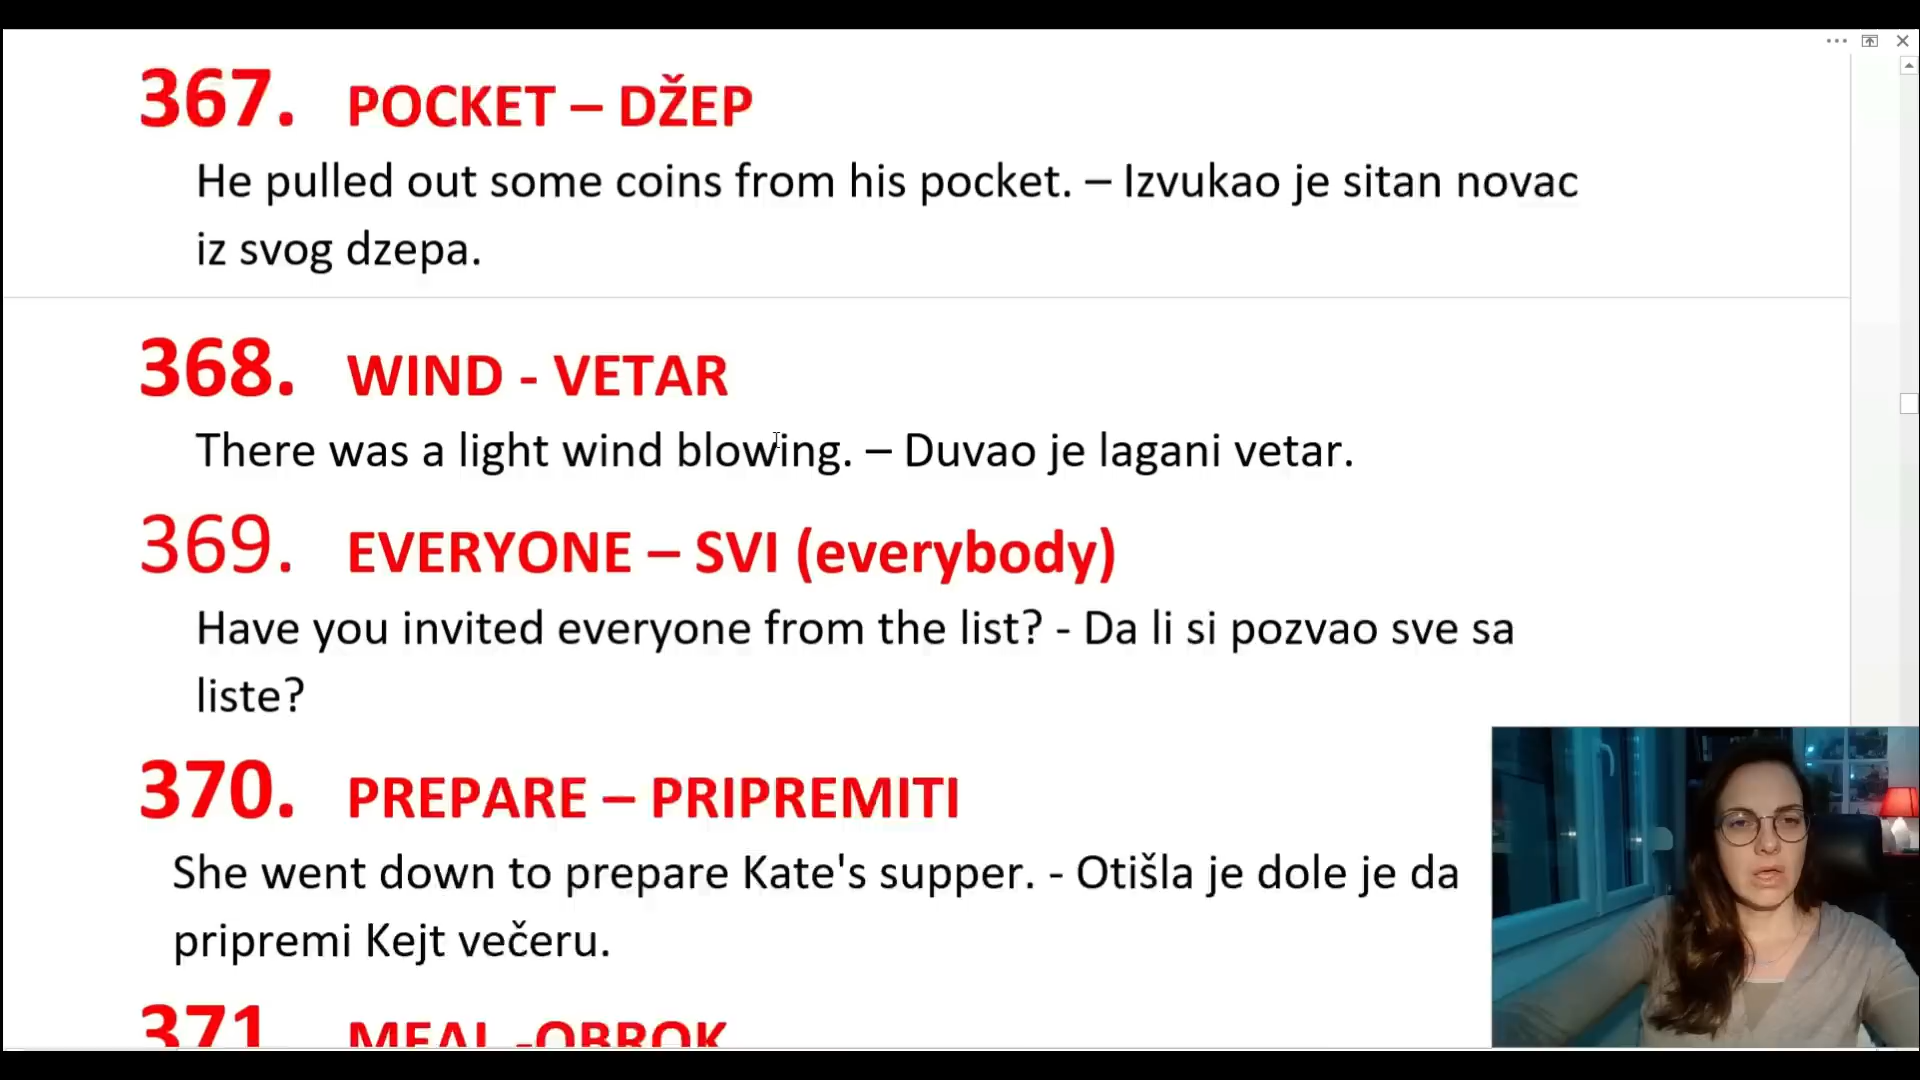 367. POCKET – DŽEP
He pulled out some coins from his pocket. – Izvukao je sitan novac
iz svog dzepa.
368. WIND - VETAR
There was a light wind blowing. – Duvao je lagani vetar.
369. EVERYONE – SVI (everybody)
Have you invited everyone from the list? - Da li si pozvao sve sa
liste?
370. PREPARE – PRIPREMITI
She went down to prepare Kate's supper. - Otišla je dole je da
pripremi Kejt večeru.
371 MEAL -OBROK